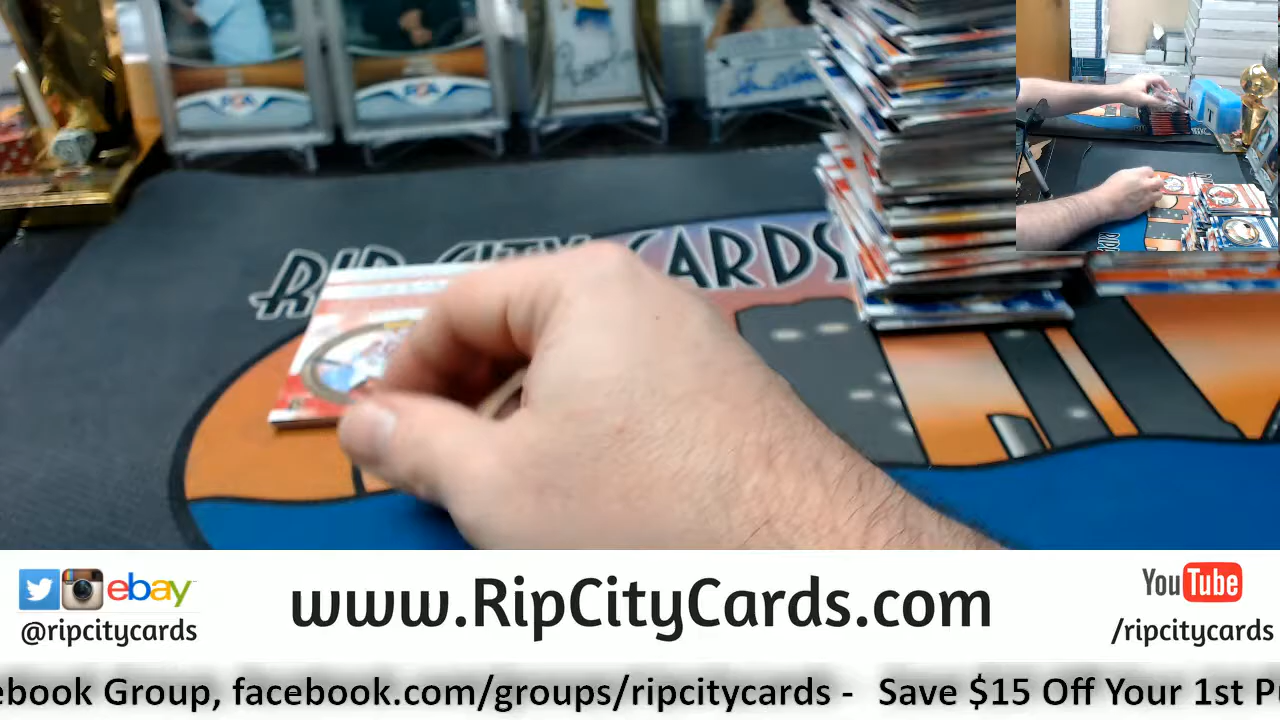 RIP CITY CARDS
ebay
@ripcitycards
www.RipCityCards.com
YouTube
/ripcitycards
ebook Group, facebook.com/groups/ripcitycards - Save $15 Off Your 1st P